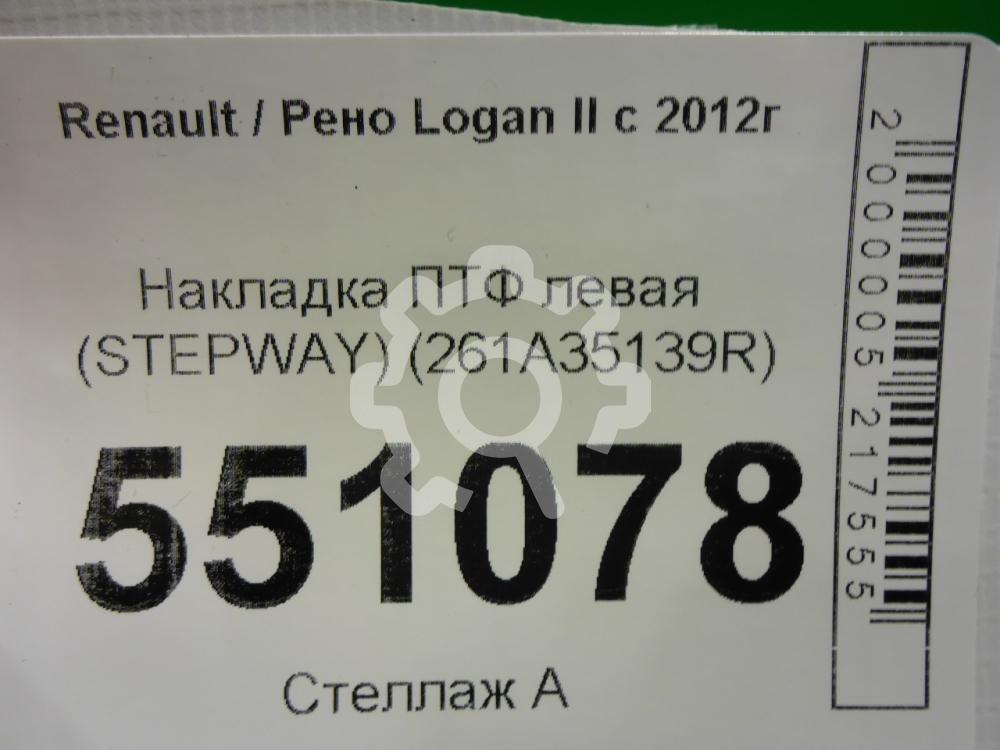 Renault / Рено Logan II с 2012г
Накладка ПТФ левая
(STEPWAY) (261A35139R)
551078
Стеллаж А
2000005217555